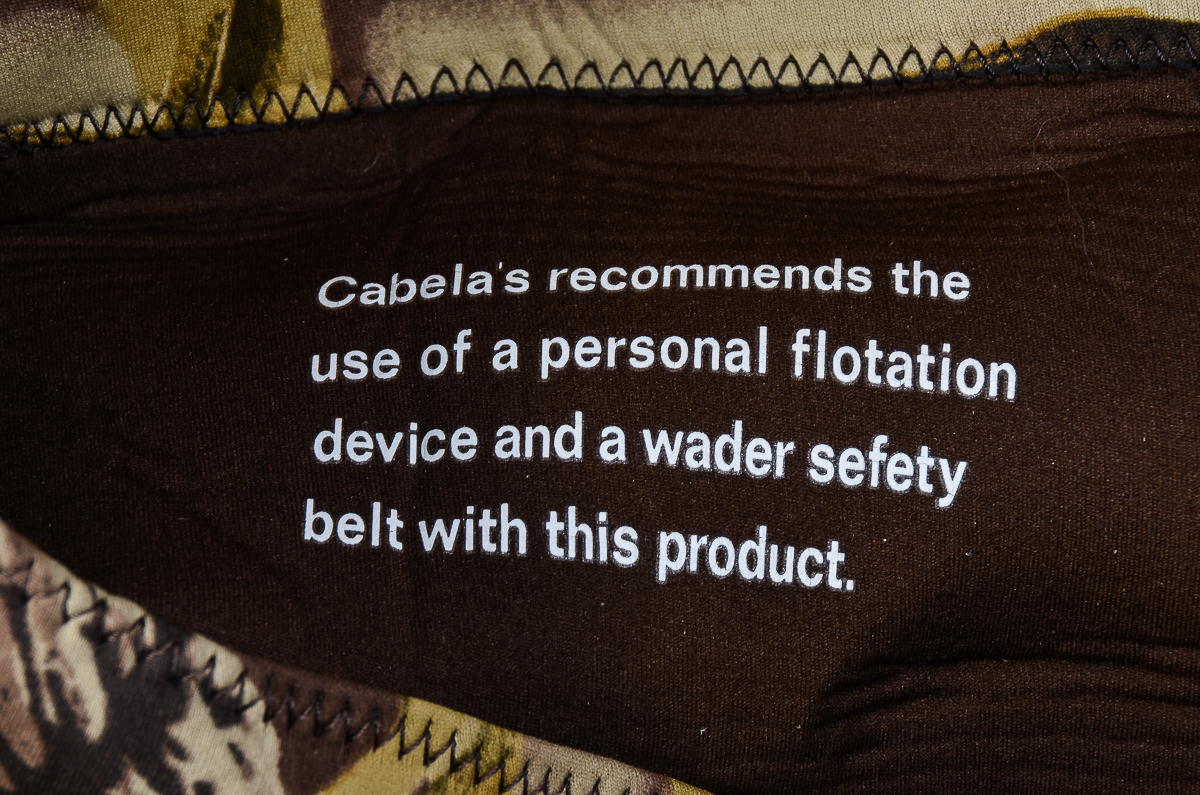 Cabela's recommends the
use of a personal flotation
device and a wader sefety
belt with this product.